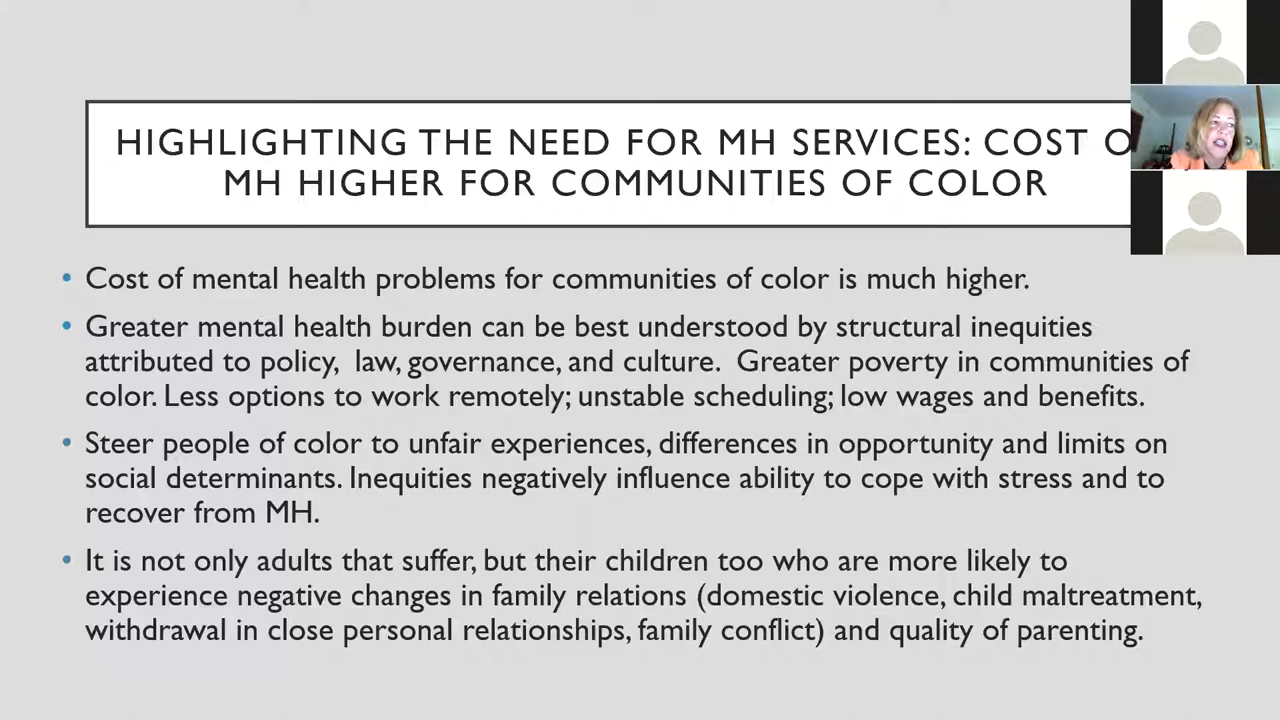 HIGHLIGHTING THE NEED FOR MH SERVICES: COST O
MH HIGHER FOR COMMUNITIES OF COLOR
• Cost of mental health problems for communities of color is much higher.
• Greater mental health burden can be best understood by structural inequities
attributed to policy, law, governance, and culture. Greater poverty in communities of
color. Less options to work remotely; unstable scheduling; low wages and benefits.
• Steer people of color to unfair experiences, differences in opportunity and limits on
social determinants. Inequities negatively influence ability to cope with stress and to
recover from MH.
• It is not only adults that suffer, but their children too who are more likely to
experience negative changes in family relations (domestic violence, child maltreatment,
withdrawal in close personal relationships, family conflict) and quality of parenting.